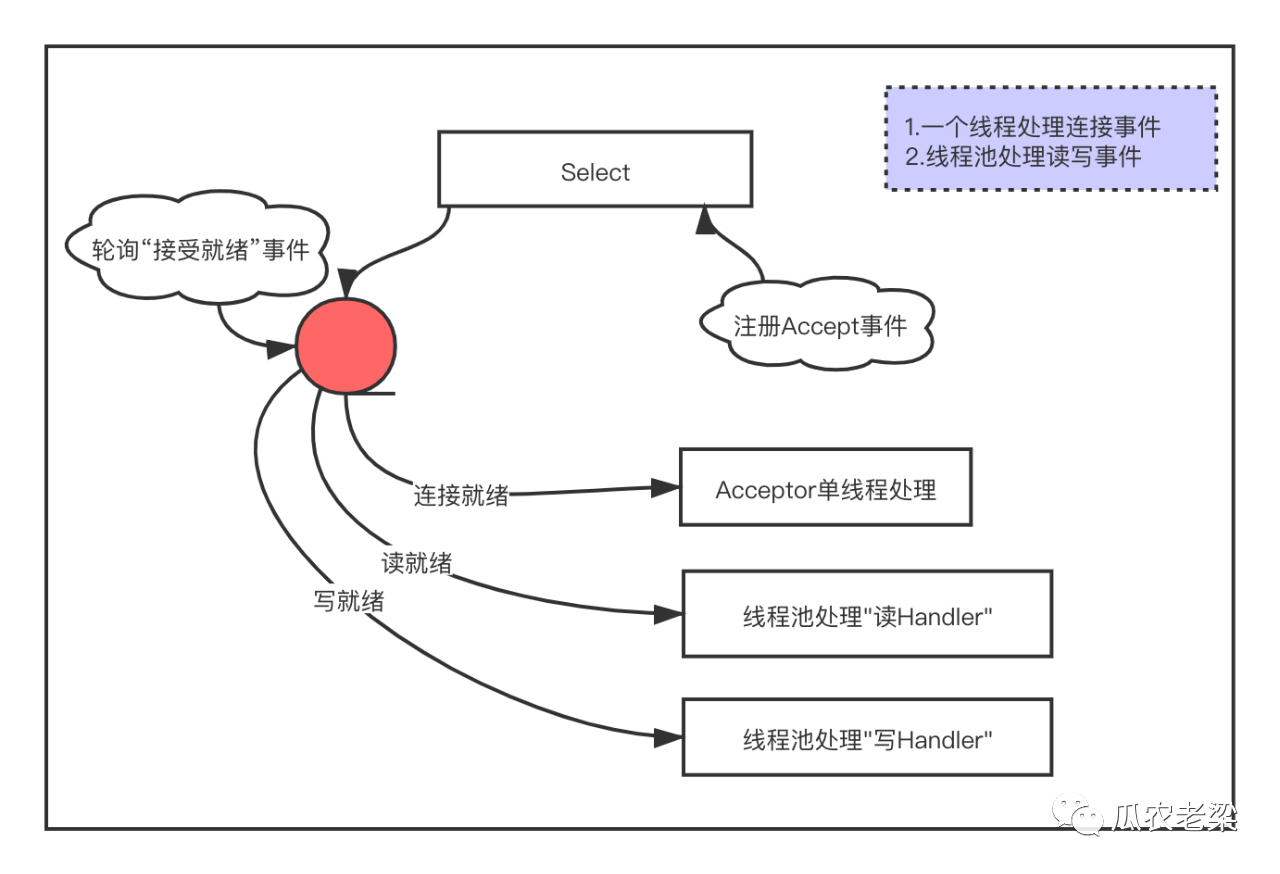 1.一个线程处理连接事件
2.线程池处理读写事件
Select
轮询“接受就绪”事件
注册Accept事件
连接就绪
Acceptor单线程处理
读就绪
写就绪
线程池处理"读Handler"
线程池处理"写Handler"
瓜农老梁